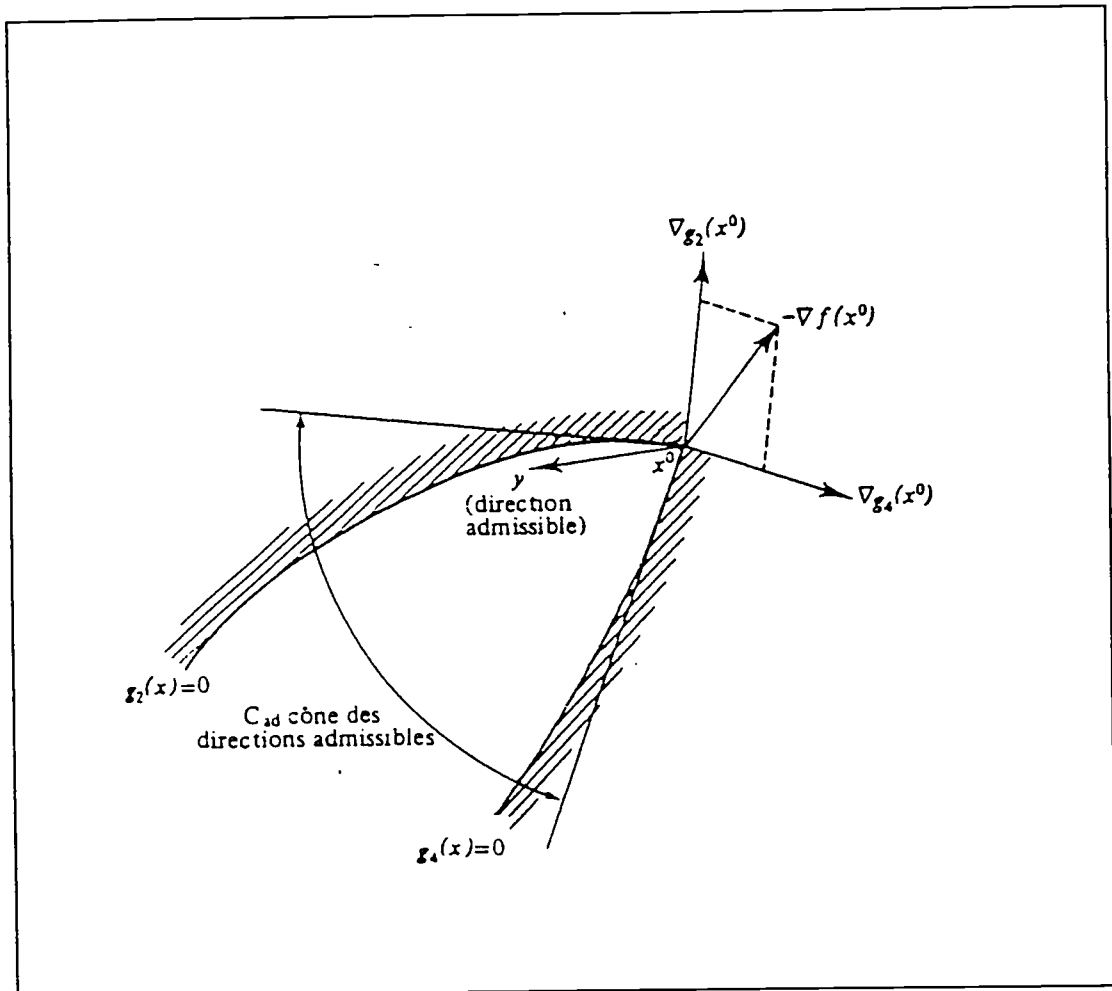 ∇g₂(x⁰)
−∇f(x⁰)
x⁰
∇g₄(x⁰)
y
(direction
admissible)
g₂(x)=0
C_ad cône des
directions admissibles
g₄(x)=0